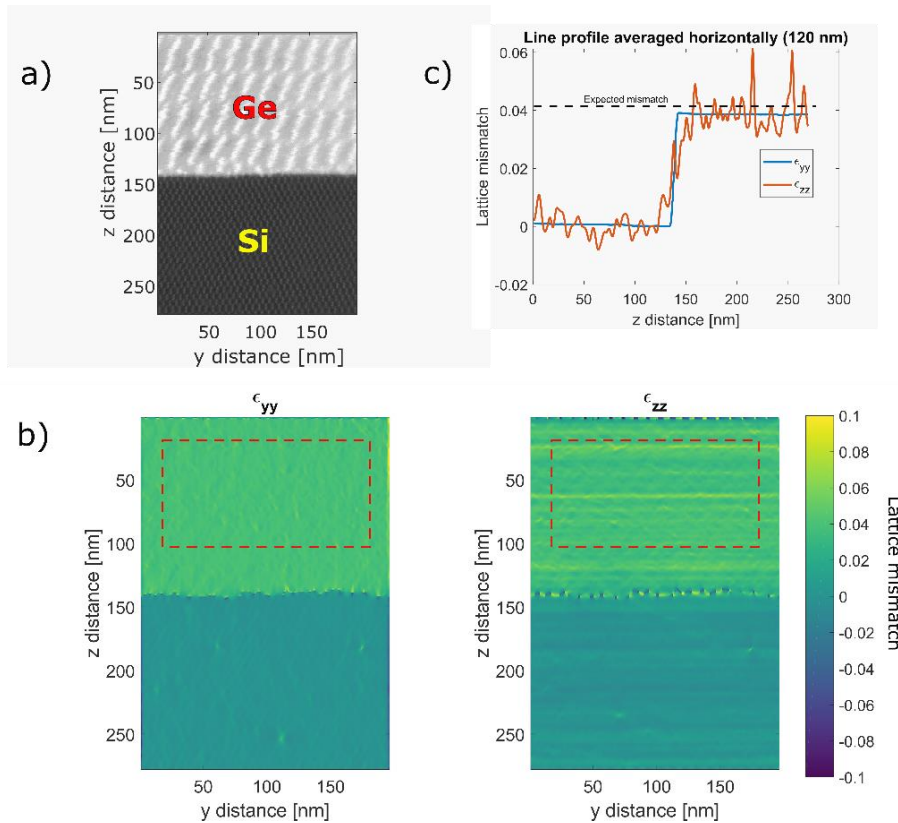 a)
50
100
150
200
250
z distance [nm]
50
100
150
y distance [nm]
Ge
Si
c)
Line profile averaged horizontally (120 nm)
0.06
0.04
0.02
0
-0.02
Lattice mismatch
Expected mismatch
ϵyy
ϵzz
0
50
100
150
200
250
300
z distance [nm]
b)
ϵyy
50
100
150
200
250
z distance [nm]
50
100
150
y distance [nm]
ϵzz
50
100
150
200
250
z distance [nm]
50
100
150
y distance [nm]
0.1
0.08
0.06
0.04
0.02
0
-0.02
-0.04
-0.06
-0.08
-0.1
Lattice mismatch